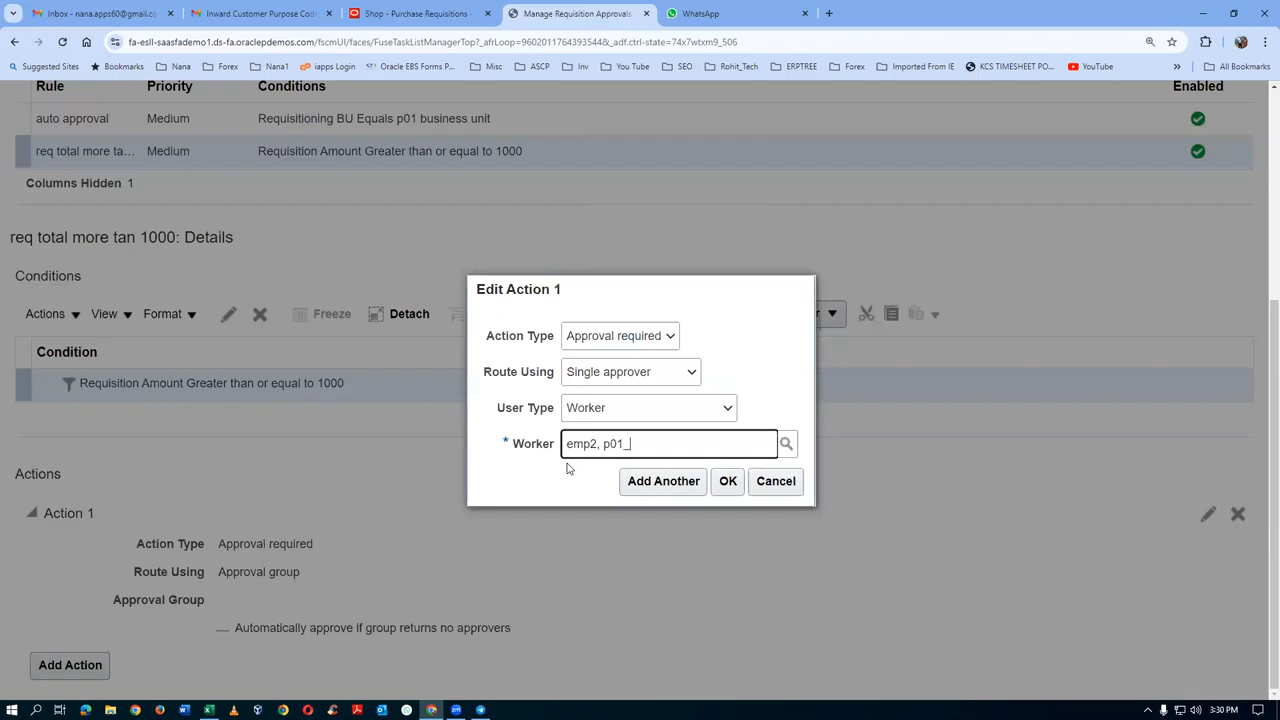 Inbox - nana.apps60@gmail.co
Inward Customer Purpose Code
Shop - Purchase Requisitions -
Manage Requisition Approvals
WhatsApp
fa-esll-saasfademo1.ds-fa.oraclepdemos.com/fscmUI/faces/FuseTaskListManagerTop?_afrLoop=96020117643935448&_adf.ctrl-state=74x7wtxm9_506
Suggested Sites Bookmarks Nana Forex Nana1 iapps Login Oracle EBS Forms P... Misc ASCP Inv You Tube SEO Rohit_Tech ERPTREE Forex Imported From IE KCS TIMESHEET PO... YouTube » All Bookmarks
Rule Priority Conditions Enabled
auto approval Medium Requisitioning BU Equals p01 business unit
req total more ta... Medium Requisition Amount Greater than or equal to 1000
Columns Hidden 1
req total more tan 1000: Details
Conditions
Actions View Format Freeze Detach
Condition
Requisition Amount Greater than or equal to 1000
Edit Action 1
Action Type Approval required
Route Using Single approver
User Type Worker
* Worker emp2, p01_
Add Another OK Cancel
Actions
Action 1
Action Type Approval required
Route Using Approval group
Approval Group
Automatically approve if group returns no approvers
Add Action
3:30 PM